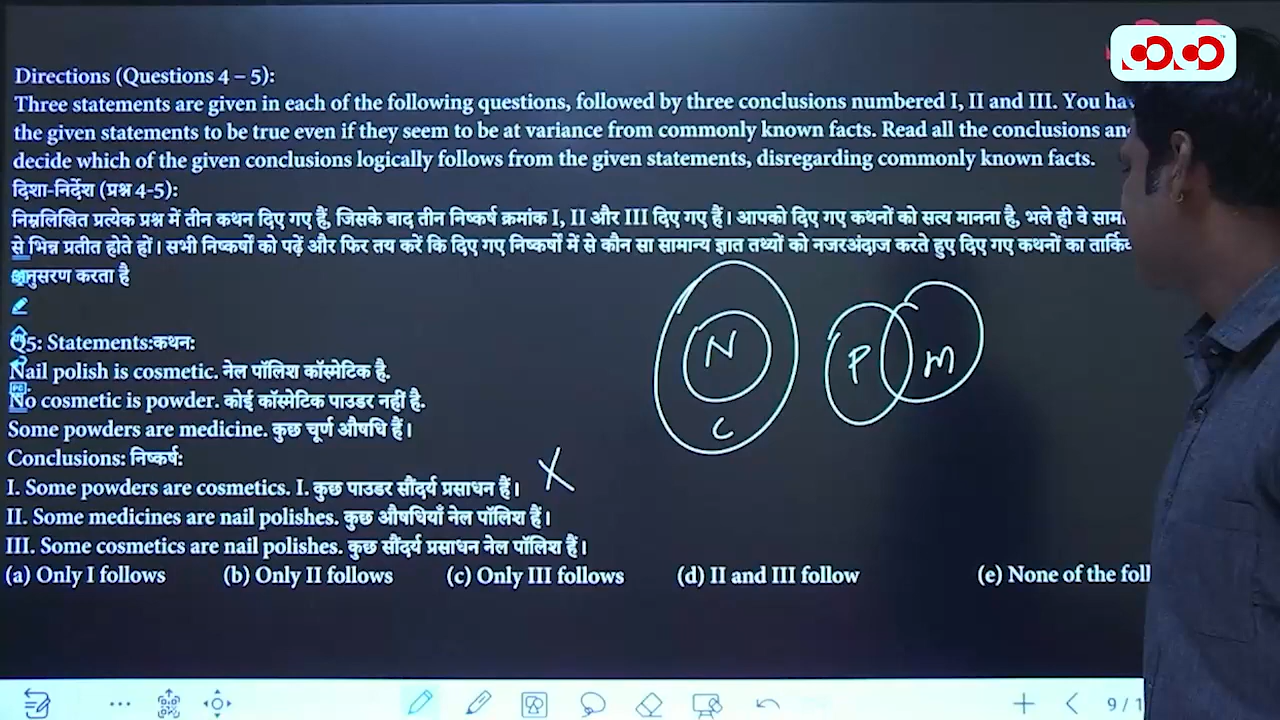 Directions (Questions 4 – 5):
Three statements are given in each of the following questions, followed by three conclusions numbered I, II and III. You
the given statements to be true even if they seem to be at variance from commonly known facts. Read all the conclusions
decide which of the given conclusions logically follows from the given statements, disregarding commonly known facts.
दिशा-निर्देश (प्रश्न 4-5):
निम्नलिखित प्रत्येक प्रश्न में तीन कथन दिए गए हैं, जिसके बाद तीन निष्कर्ष क्रमांक I, II और III दिए गए हैं। आपको दिए गए कथनों को सत्य मानना है, भले ही वे
से भिन्न प्रतीत होते हों। सभी निष्कर्षों को पढ़ें और फिर तय करें कि दिए गए निष्कर्षों में से कौन सा सामान्य ज्ञात तथ्यों को नजरअंदाज करते हुए दिए गए कथनों का
अनुसरण करता है
N
P
M
C
Q5: Statements:कथन:
Nail polish is cosmetic. नेल पॉलिश कॉस्मेटिक है.
No cosmetic is powder. कोई कॉस्मेटिक पाउडर नहीं है.
Some powders are medicine. कुछ चूर्ण औषधि हैं।
Conclusions: निष्कर्ष:
I. Some powders are cosmetics. I. कुछ पाउडर सौंदर्य प्रसाधन हैं।
II. Some medicines are nail polishes. कुछ औषधियाँ नेल पॉलिश हैं।
III. Some cosmetics are nail polishes. कुछ सौंदर्य प्रसाधन नेल पॉलिश हैं।
(a) Only I follows (b) Only II follows (c) Only III follows (d) II and III follow (e) None of the
9 / 1